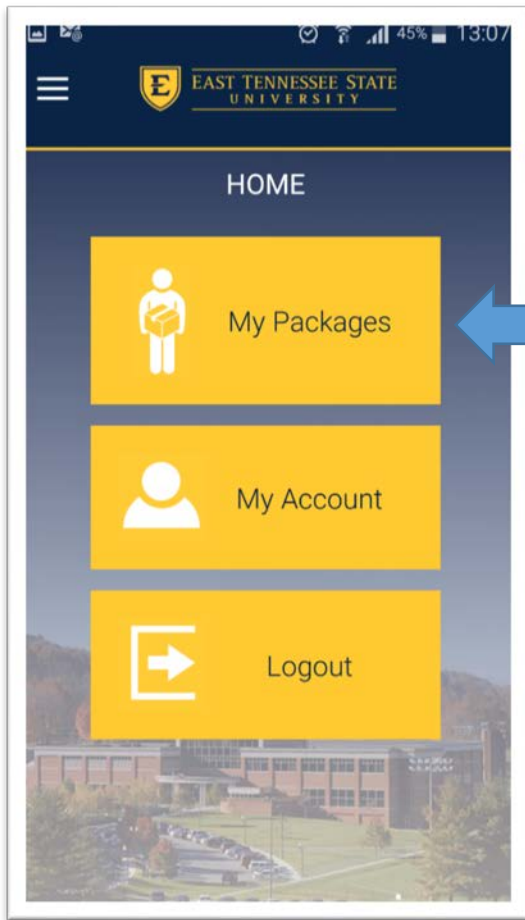 45% 13:07
E EAST TENNESSEE STATE
UNIVERSITY
HOME
My Packages
My Account
Logout